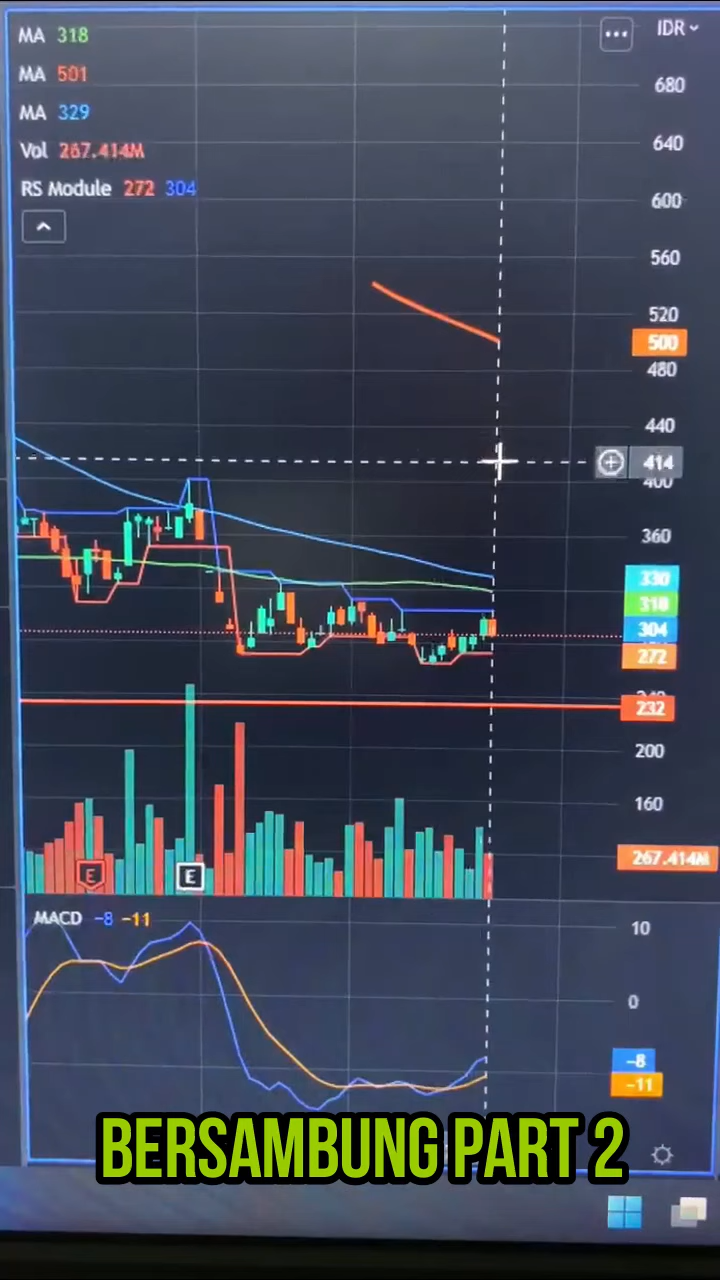 MA 318
MA 501
MA 329
Vol 267.414M
RS Module 272 304
IDR
680
640
600
560
520
500
480
440
414
400
360
330
318
304
272
240
232
200
160
267.414M
E
E
MACD -8 -11
10
0
-8
-11
BERSAMBUNG PART 2